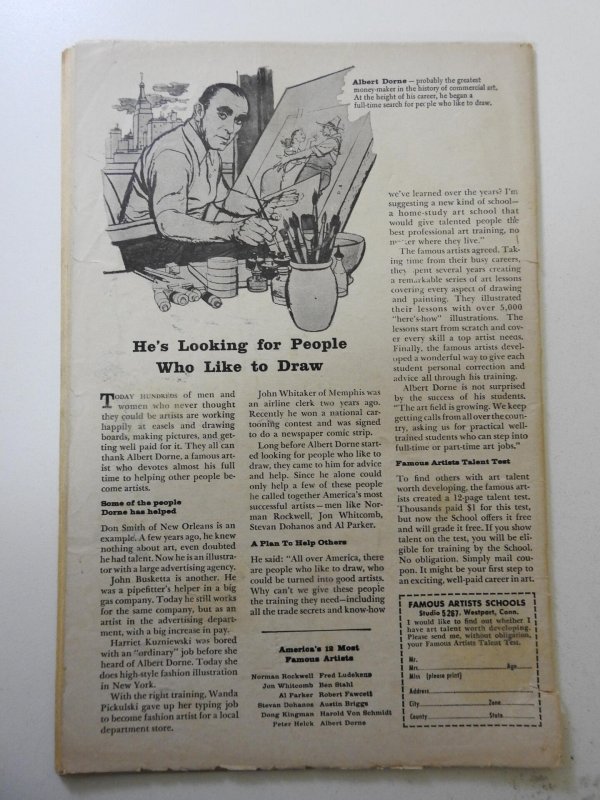 Albert Dorne – probably the greatest
money-maker in the history of commercial art.
At the height of his career, he began a
full-time search for people who like to draw.
He's Looking for People
Who Like to Draw
TODAY HUNDREDS of men and
women who never thought
they could be artists are working
happily at easels and drawing
boards, making pictures, and get-
ting well paid for it. They all can
thank Albert Dorne, a famous art-
ist who devotes almost his full
time to helping other people be-
come artists.
Some of the people
Dorne has helped
Don Smith of New Orleans is an
example. A few years ago, he knew
nothing about art, even doubted
he had talent. Now he is an illustra-
tor with a large advertising agency.
John Busketta is another. He
was a pipefitter's helper in a big
gas company. Today he still works
for the same company, but as an
artist in the advertising depart-
ment, with a big increase in pay.
Harriet Kuzniewski was bored
with an "ordinary" job before she
heard of Albert Dorne. Today she
does high-style fashion illustration
in New York.
With the right training, Wanda
Pickulski gave up her typing job
to become fashion artist for a local
department store.
John Whitaker of Memphis was
an airline clerk two years ago.
Recently he won a national car-
tooning contest and was signed
to do a newspaper comic strip.
Long before Albert Dorne start-
ed looking for people who like to
draw, they came to him for advice
and help. Since he alone could
only help a few of these people
he called together America's most
successful artists—men like Nor-
man Rockwell, Jon Whitcomb,
Stevan Dohanos and Al Parker.
A Plan To Help Others
He said: "All over America, there
are people who like to draw, who
could be turned into good artists.
Why can't we give these people
the training they need—including
all the trade secrets and know-how
America's 12 Most
Famous Artists
Norman Rockwell Fred Ludekens
Jon Whitcomb Ben Stahl
Al Parker Robert Fawcett
Stevan Dohanos Austin Briggs
Dong Kingman Harold Von Schmidt
Peter Helck Albert Dorne
we've learned over the years? I'm
suggesting a new kind of school—
a home-study art school that
would give talented people the
best professional art training, no
matter where they live."
The famous artists agreed. Tak-
ing time from their busy careers,
they spent several years creating
a remarkable series of art lessons
covering every aspect of drawing
and painting. They illustrated
their lessons with over 5,000
"here's-how" illustrations. The
lessons start from scratch and cov-
er every skill a top artist needs.
Finally, the famous artists devel-
oped a wonderful way to give each
student personal correction and
advice all through his training.
Albert Dorne is not surprised
by the success of his students.
"The art field is growing. We keep
getting calls from all over the coun-
try, asking us for practical well-
trained students who can step into
full-time or part-time art jobs."
Famous Artists Talent Test
To find others with art talent
worth developing, the famous art-
ists created a 12-page talent test.
Thousands paid $1 for this test,
but now the School offers it free
and will grade it free. If you show
talent on the test, you will be eli-
gible for training by the School.
No obligation. Simply mail cou-
pon. It might be your first step to
an exciting, well-paid career in art.
FAMOUS ARTISTS SCHOOLS
Studio 5287, Westport, Conn.
I would like to find out whether I
have art talent worth developing.
Please send me, without obligation,
your Famous Artists Talent Test.
Mr.
Mrs. Age
Miss (please print)
Address
City Zone
County State